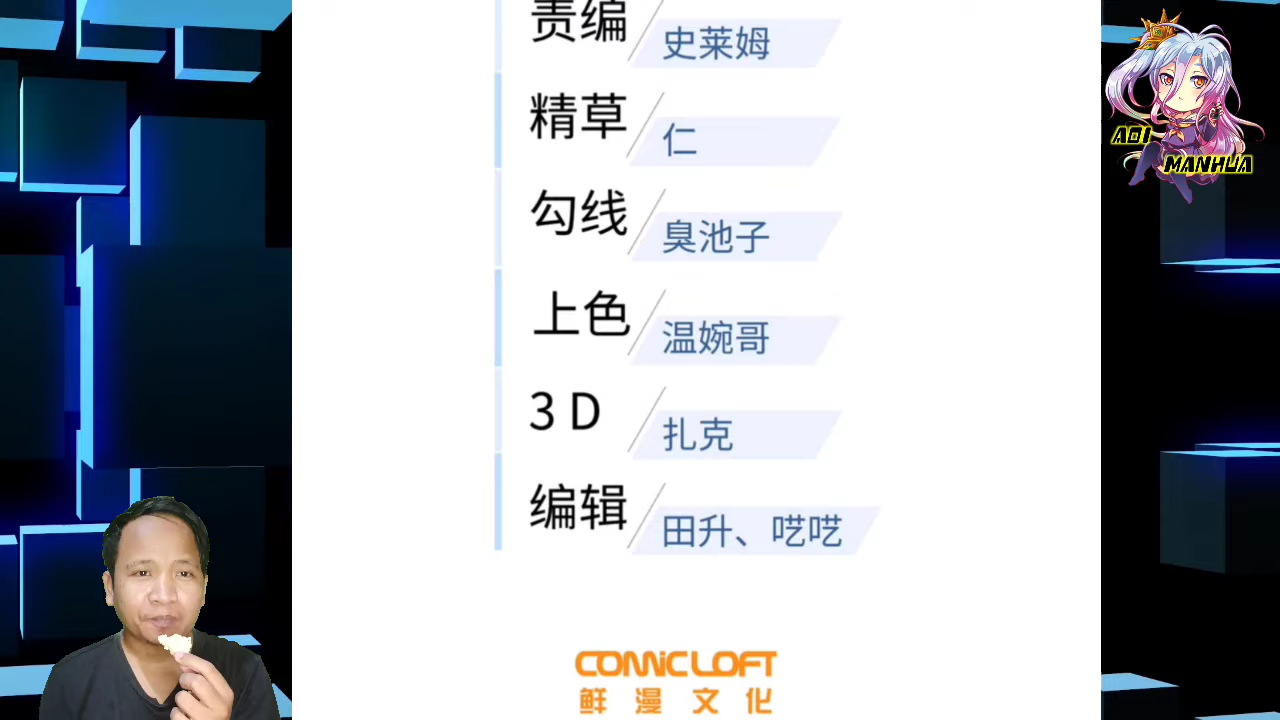 责编
史莱姆
精草
仁
勾线
臭池子
上色
温婉哥
3D
扎克
编辑
田升、呓呓
COMICLOFT
鲜漫文化
AOI
MANHUA